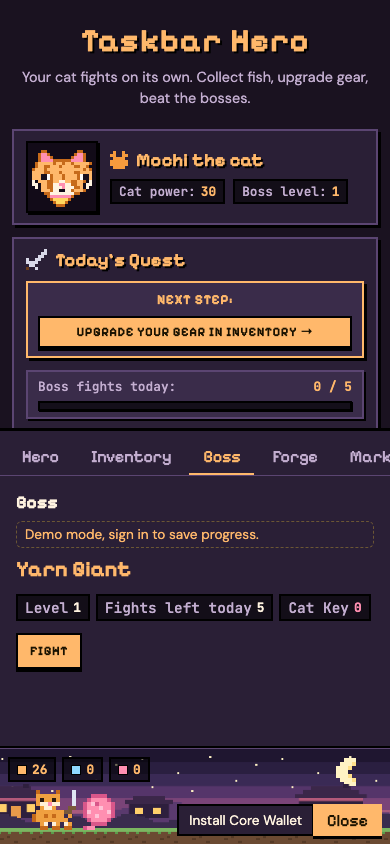 Taskbar Hero
Your cat fights on its own. Collect fish, upgrade gear,
beat the bosses.
Mochi the cat
Cat power: 30 Boss level: 1
Today's Quest
NEXT STEP:
UPGRADE YOUR GEAR IN INVENTORY →
Boss fights today: 0 / 5
Hero Inventory Boss Forge Mark
Boss
Demo mode, sign in to save progress.
Yarn Giant
Level 1 Fights left today 5 Cat Key 0
FIGHT
26 0 0
Install Core Wallet Close